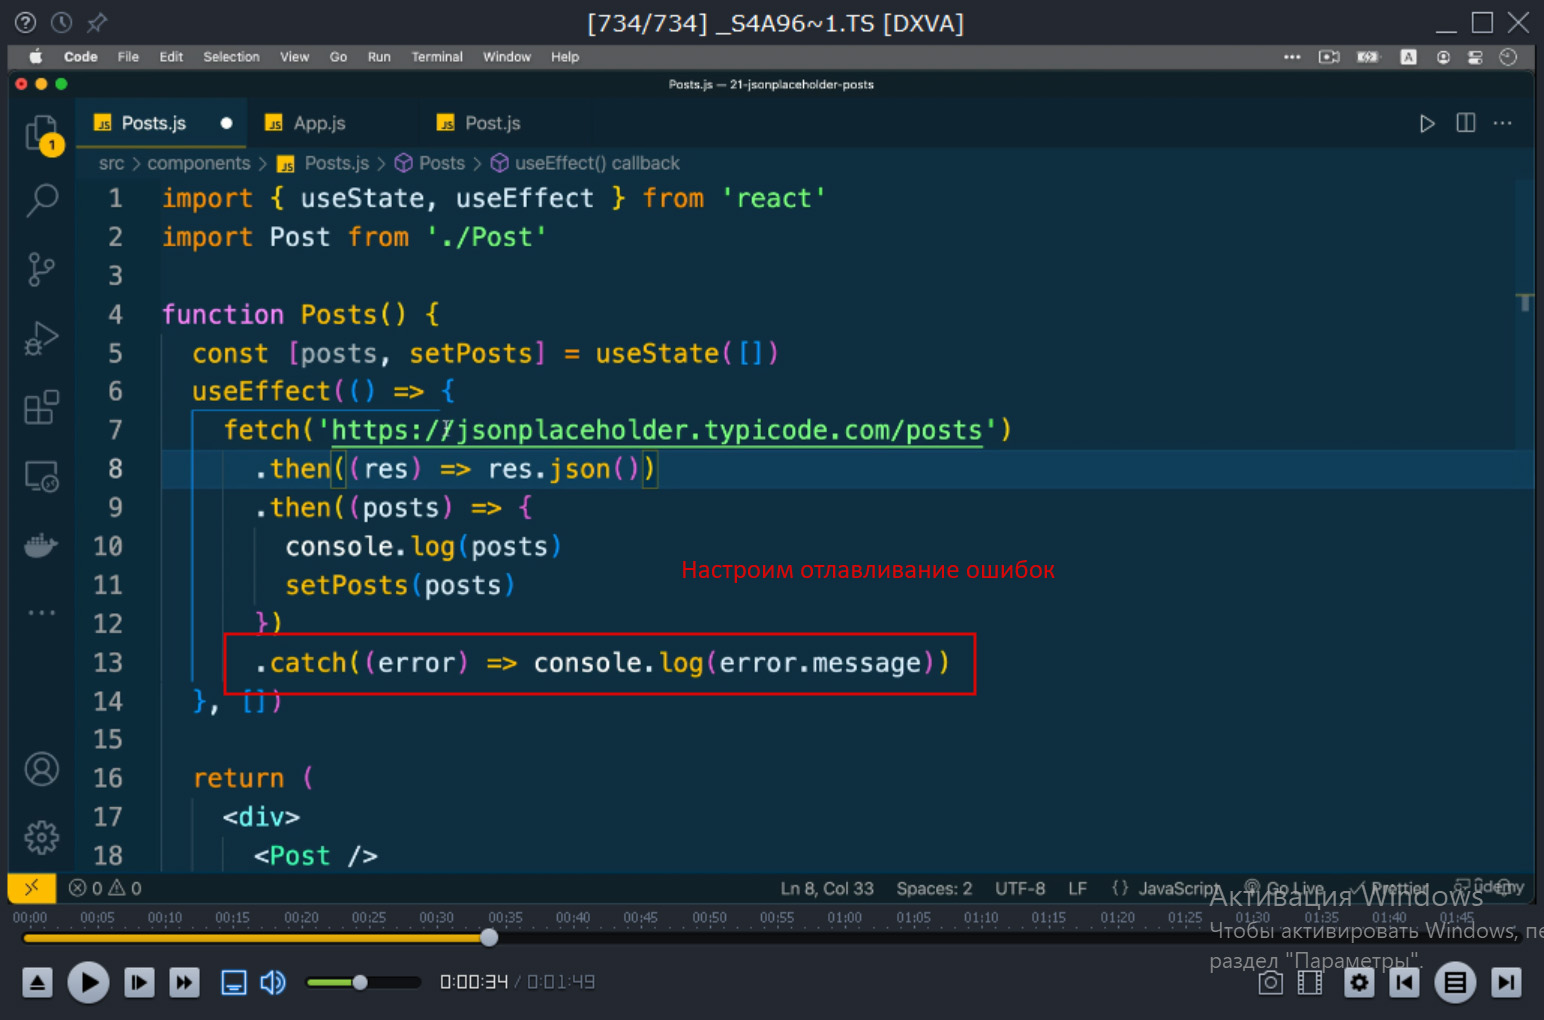 [734/734] _S4A96~1.TS [DXVA]
Code File Edit Selection View Go Run Terminal Window Help
Posts.js — 21-jsonplaceholder-posts
JS Posts.js JS App.js JS Post.js
1
src > components > JS Posts.js > Posts > useEffect() callback
1 import { useState, useEffect } from 'react'
2 import Post from './Post'
3
4 function Posts() {
5 const [posts, setPosts] = useState([])
6 useEffect(() => {
7 fetch('https://jsonplaceholder.typicode.com/posts')
8 .then((res) => res.json())
9 .then((posts) => {
10 console.log(posts)
11 setPosts(posts)
Настроим отлавливание ошибок
12 })
13 .catch((error) => console.log(error.message))
14 }, [])
15
16 return (
17 <div>
18 <Post />
0 0 Ln 8, Col 33 Spaces: 2 UTF-8 LF {} JavaScript Go Live Prettier ûdemy
Активация Windows
00:00 00:05 00:10 00:15 00:20 00:25 00:30 00:35 00:40 00:45 00:50 00:55 01:00 01:05 01:10 01:15 01:20 01:25 01:30 01:35 01:40 01:45
Чтобы активировать Windows, пе
раздел "Параметры".
0:00:34 / 0:01:49